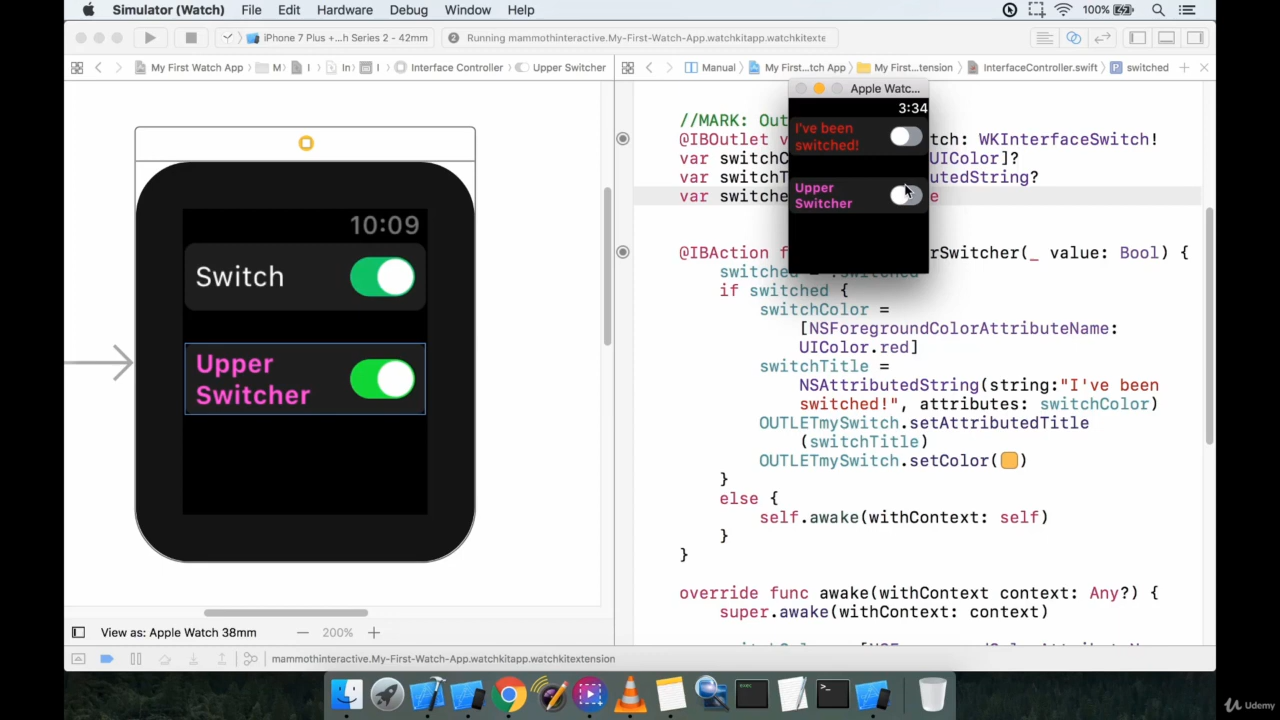 Simulator (Watch) File Edit Hardware Debug Window Help 100%
iPhone 7 Plus +...h Series 2 - 42mm 2 Running mammothinteractive.My-First-Watch-App.watchkitapp.watchkitexte
My First Watch App M I In I Interface Controller Upper Switcher
Manual My First...tch App My First...tension InterfaceController.swift P switched
Apple Watc...
3:34
I've been
switched!
Upper
Switcher
10:09
Switch
Upper
Switcher
//MARK: Out
@IBOutlet v tch: WKInterfaceSwitch!
var switchC UIColor]?
var switchT utedString?
var switche e
@IBAction f rSwitcher(_ value: Bool) {
switched = !switched
if switched {
switchColor =
[NSForegroundColorAttributeName:
UIColor.red]
switchTitle =
NSAttributedString(string:"I've been
switched!", attributes: switchColor)
OUTLETmySwitch.setAttributedTitle
(switchTitle)
OUTLETmySwitch.setColor( )
}
else {
self.awake(withContext: self)
}
}
override func awake(withContext context: Any?) {
super.awake(withContext: context)
View as: Apple Watch 38mm — 200% +
mammothinteractive.My-First-Watch-App.watchkitapp.watchkitextension
exec
Udemy